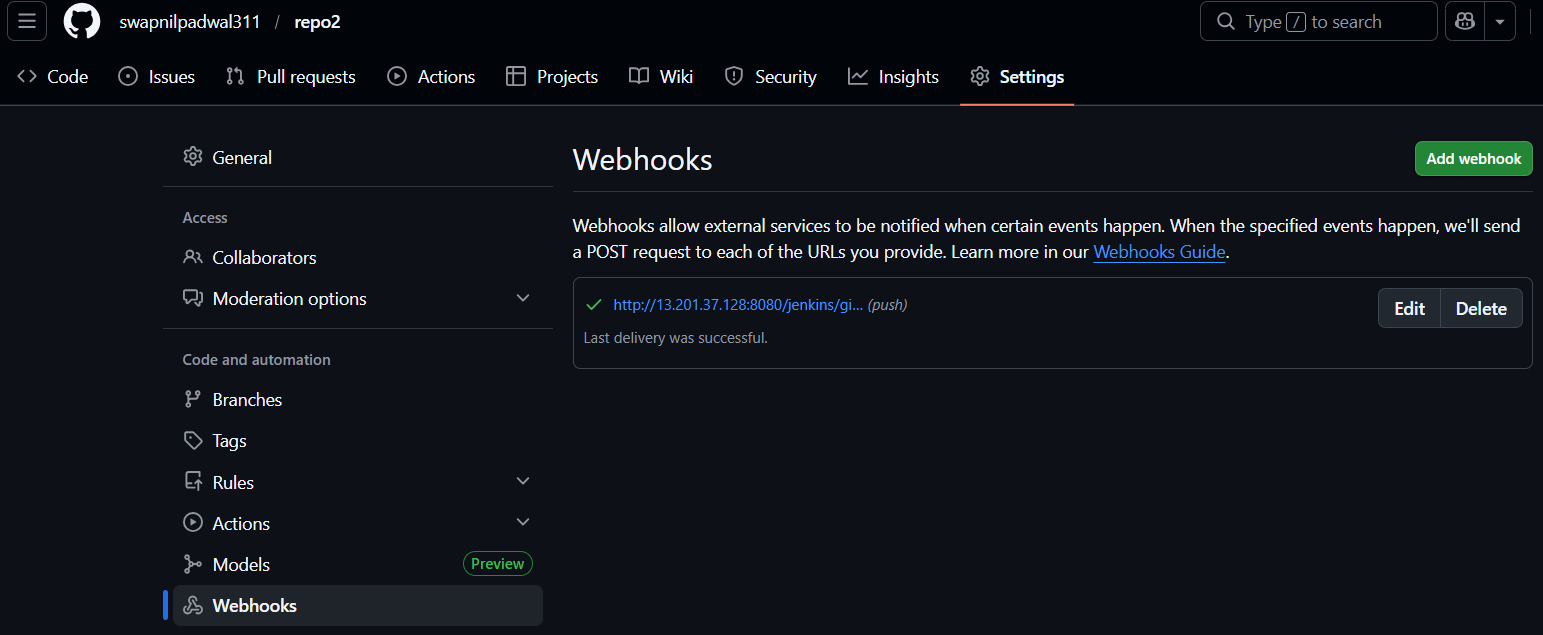 swapnilpadwal311 / repo2
Type / to search
Code Issues Pull requests Actions Projects Wiki Security Insights Settings
General
Access
Collaborators
Moderation options
Code and automation
Branches
Tags
Rules
Actions
Models Preview
Webhooks
Webhooks
Add webhook
Webhooks allow external services to be notified when certain events happen. When the specified events happen, we'll send
a POST request to each of the URLs you provide. Learn more in our Webhooks Guide.
http://13.201.37.128:8080/jenkins/gi... (push)
Edit Delete
Last delivery was successful.